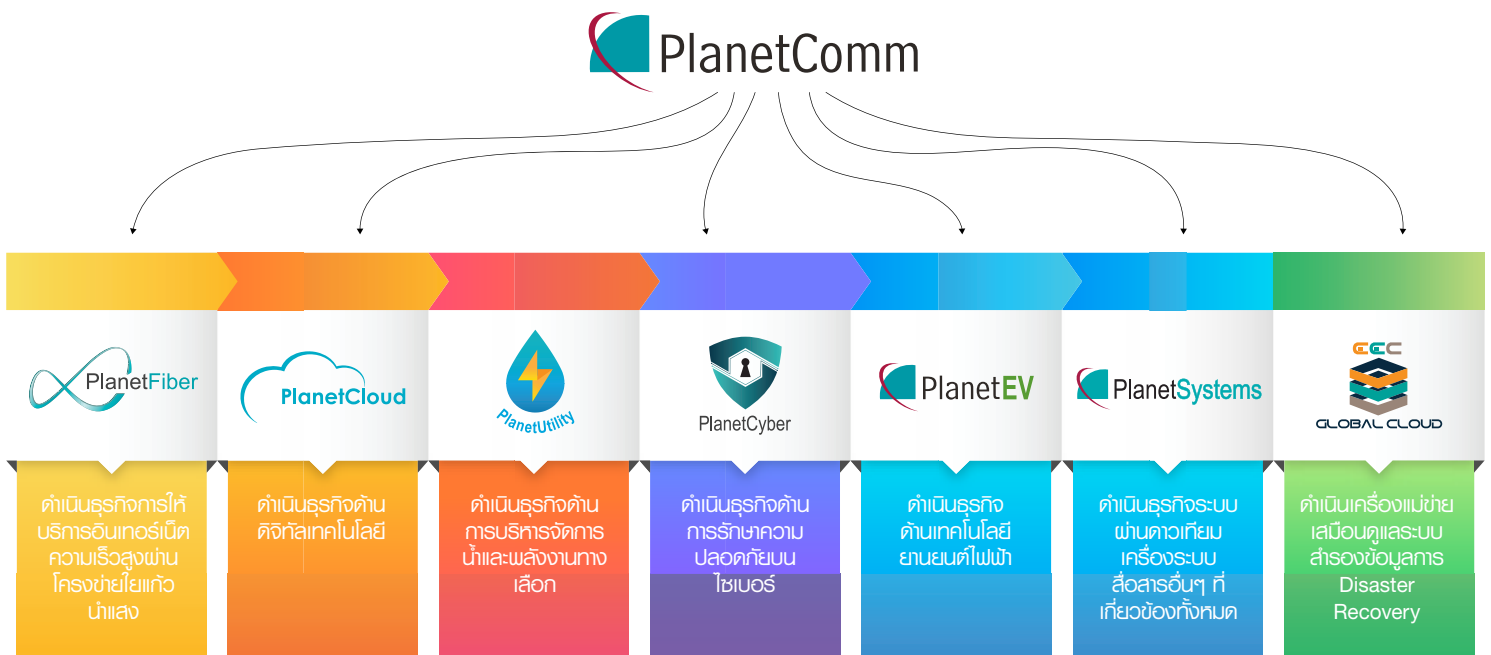 PlanetComm
PlanetFiber
ดำเนินธุรกิจการให้
บริการอินเทอร์เน็ต
ความเร็วสูงผ่าน
โครงข่ายใยแก้ว
นำแสง
PlanetCloud
ดำเนินธุรกิจด้าน
ดิจิทัลเทคโนโลยี
PlanetUtility
ดำเนินธุรกิจด้าน
การบริหารจัดการ
น้ำและพลังงานทาง
เลือก
PlanetCyber
ดำเนินธุรกิจด้าน
การรักษาความ
ปลอดภัยบน
ไซเบอร์
PlanetEV
ดำเนินธุรกิจ
ด้านเทคโนโลยี
ยานยนต์ไฟฟ้า
PlanetSystems
ดำเนินธุรกิจระบบ
ผ่านดาวเทียม
เครื่องระบบ
สื่อสารอื่นๆ ที่
เกี่ยวข้องทั้งหมด
EEC
GLOBAL CLOUD
ดำเนินเครื่องแม่ข่าย
เสมือนดูแลระบบ
สำรองข้อมูลการ
Disaster
Recovery